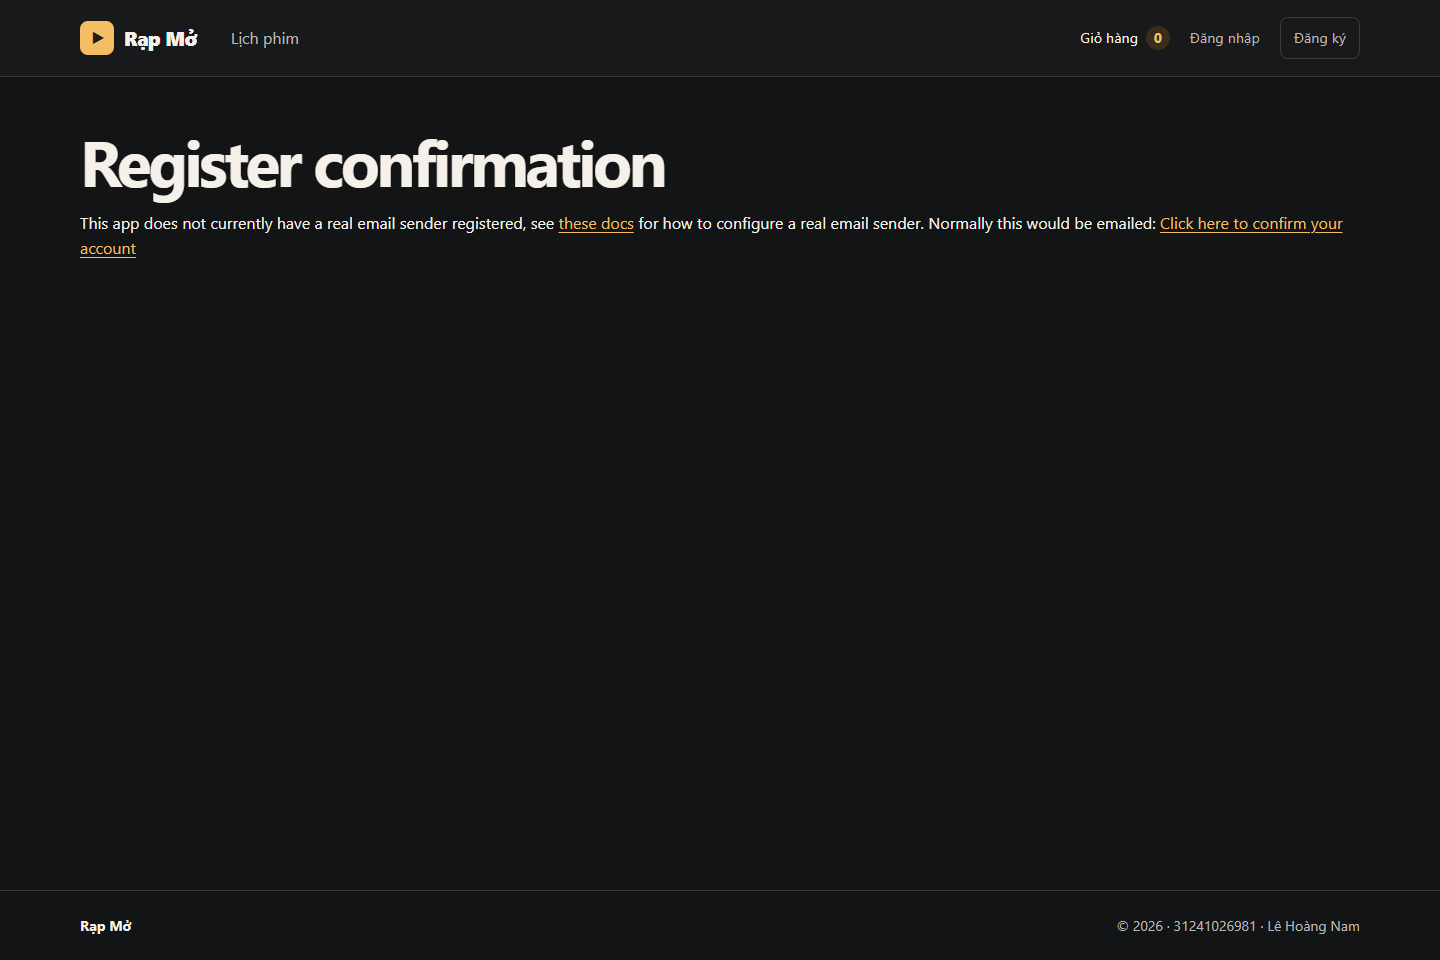 Rạp Mở
Lịch phim
Giỏ hàng 0
Đăng nhập
Đăng ký
Register confirmation
This app does not currently have a real email sender registered, see these docs for how to configure a real email sender. Normally this would be emailed: Click here to confirm your
account
Rạp Mở
© 2026 · 31241026981 · Lê Hoàng Nam